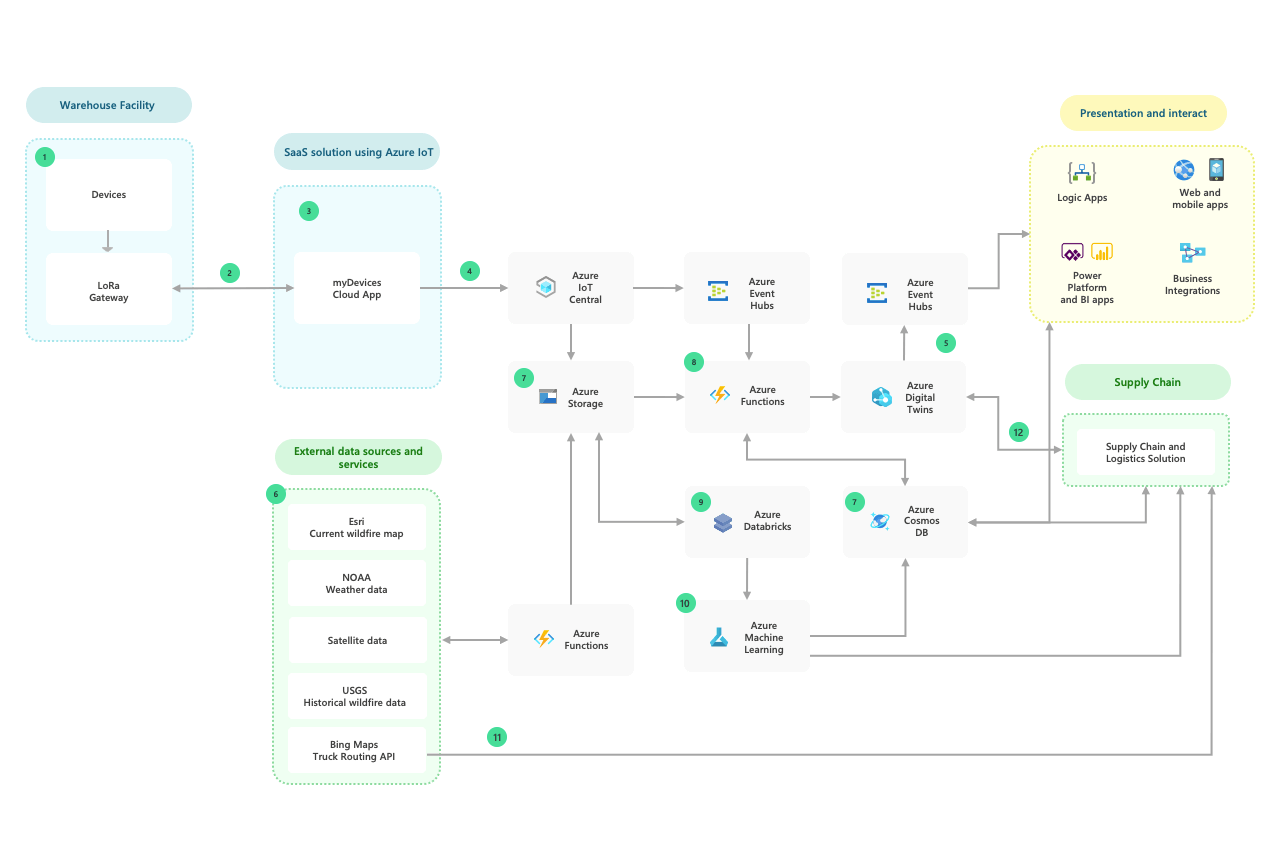 Warehouse Facility
1
Devices
LoRa
Gateway
2
SaaS solution using Azure IoT
3
myDevices
Cloud App
4
Azure
IoT
Central
Azure
Event
Hubs
Azure
Event
Hubs
5
7
Azure
Storage
8
Azure
Functions
Azure
Digital
Twins
Presentation and interact
Logic Apps
Web and
mobile apps
Power
Platform
and BI apps
Business
Integrations
Supply Chain
12
Supply Chain and
Logistics Solution
External data sources and
services
6
Esri
Current wildfire map
NOAA
Weather data
Satellite data
USGS
Historical wildfire data
Bing Maps
Truck Routing API
9
Azure
Databricks
7
Azure
Cosmos
DB
Azure
Functions
10
Azure
Machine
Learning
11